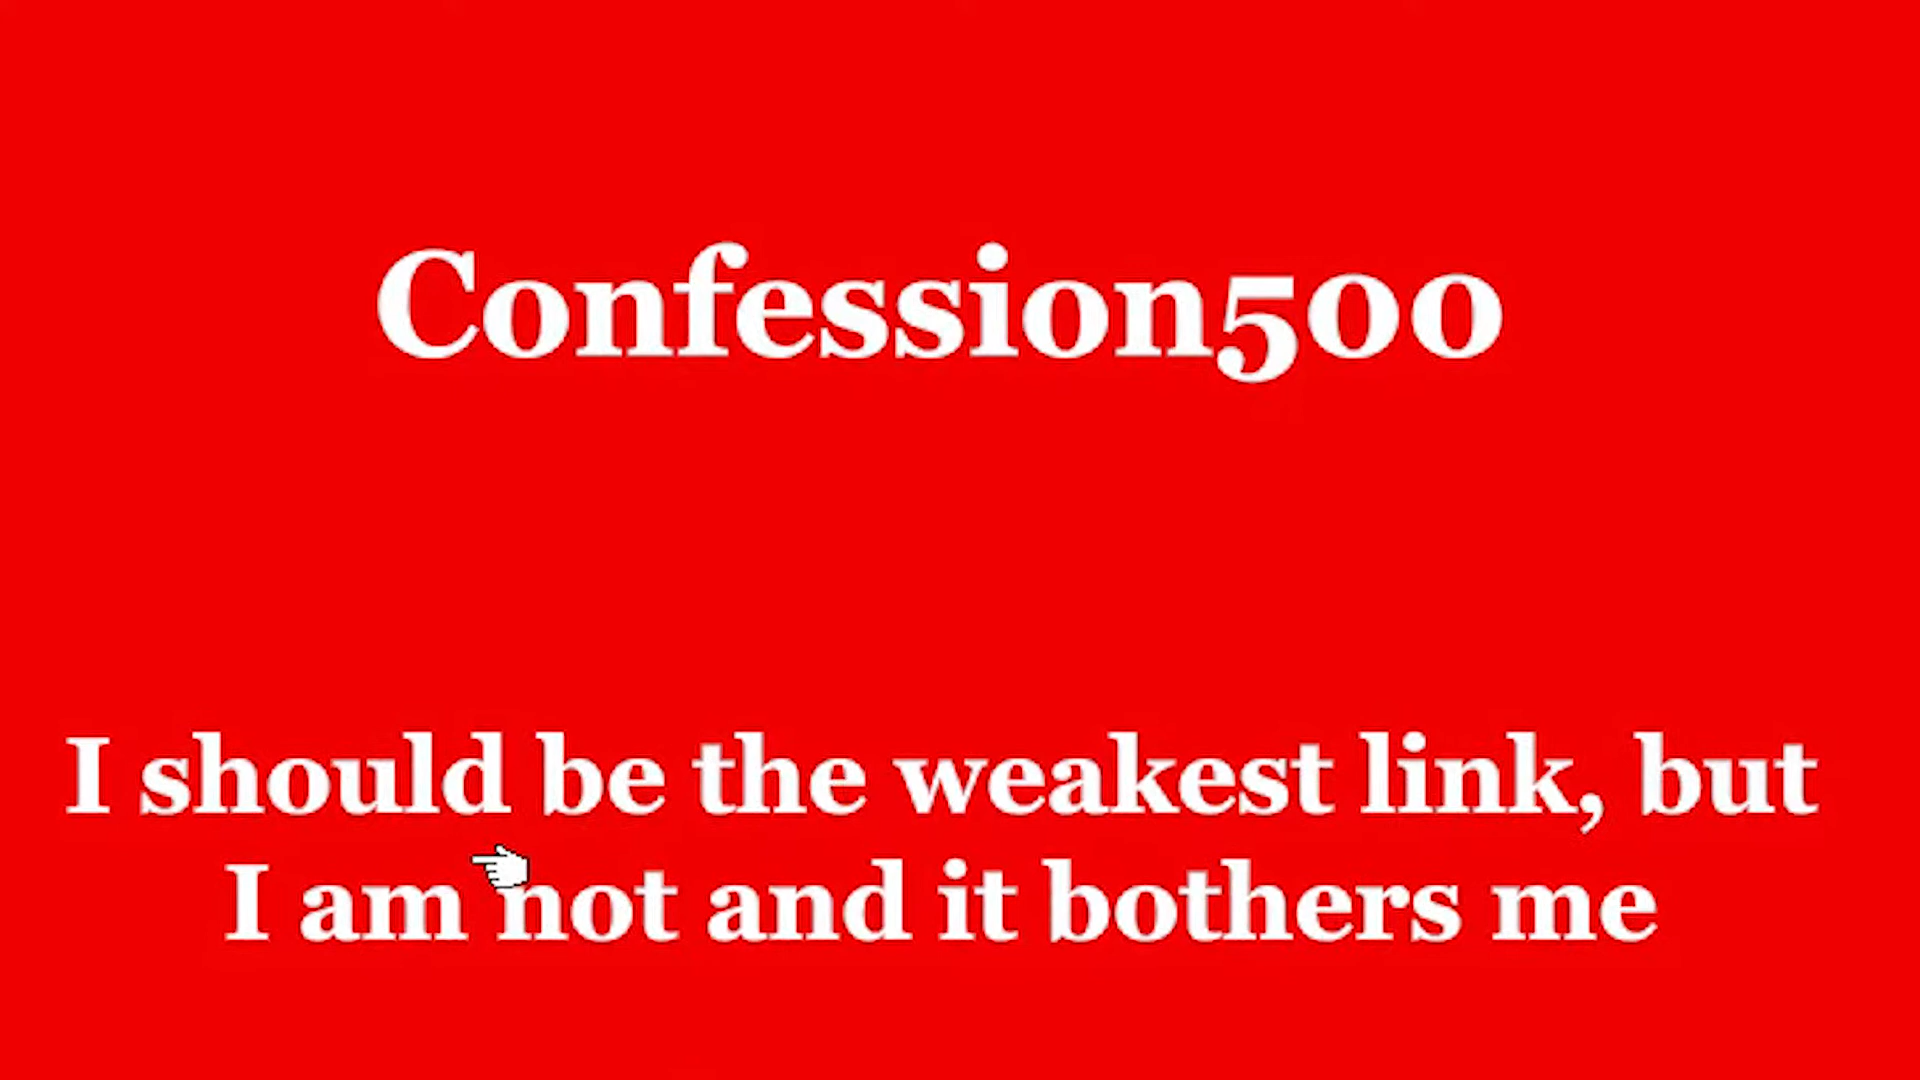 Confession500
I should be the weakest link, but
I am not and it bothers me